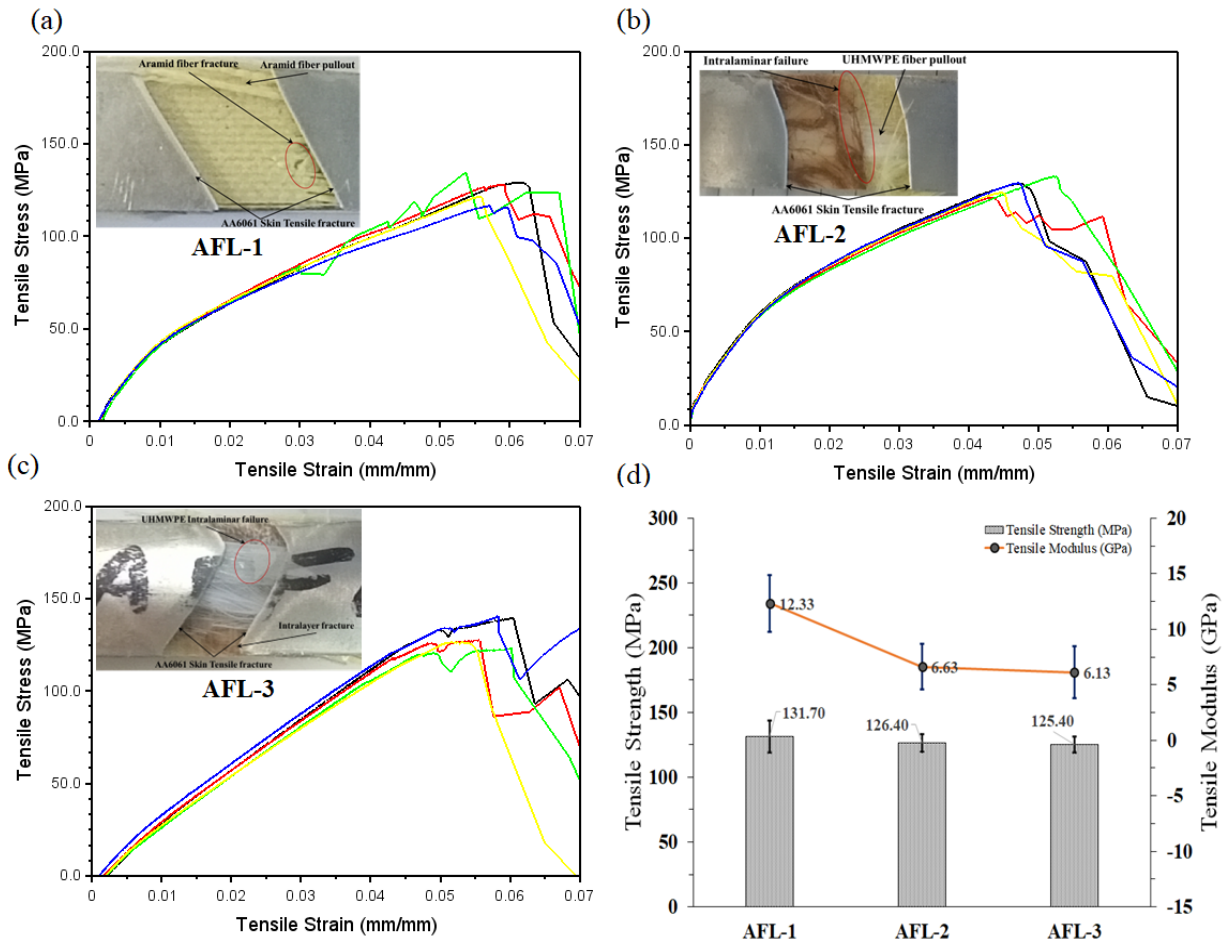 (a)
200.0
150.0
100.0
50.0
0.0
Tensile Stress (MPa)
Aramid fiber fracture
Aramid fiber pullout
AA6061 Skin Tensile fracture
AFL-1
0 0.01 0.02 0.03 0.04 0.05 0.06 0.07
Tensile Strain (mm/mm)
(b)
200.0
150.0
100.0
50.0
0.0
Tensile Stress (MPa)
Intralaminar failure
UHMWPE fiber pullout
AA6061 Skin Tensile fracture
AFL-2
0 0.01 0.02 0.03 0.04 0.05 0.06 0.07
Tensile Strain (mm/mm)
(c)
200.0
150.0
100.0
50.0
0.0
Tensile Stress (MPa)
UHMWPE Intralaminar failure
A
Intralayer fracture
AA6061 Skin Tensile fracture
AFL-3
0 0.01 0.02 0.03 0.04 0.05 0.06 0.07
Tensile Strain (mm/mm)
(d)
300
250
200
150
100
50
0
Tensile Strength (MPa)
Tensile Strength (MPa)
Tensile Modulus (GPa)
12.33
6.63
6.13
131.70
126.40
125.40
AFL-1 AFL-2 AFL-3
20
15
10
5
0
-5
-10
-15
Tensile Modulus (GPa)